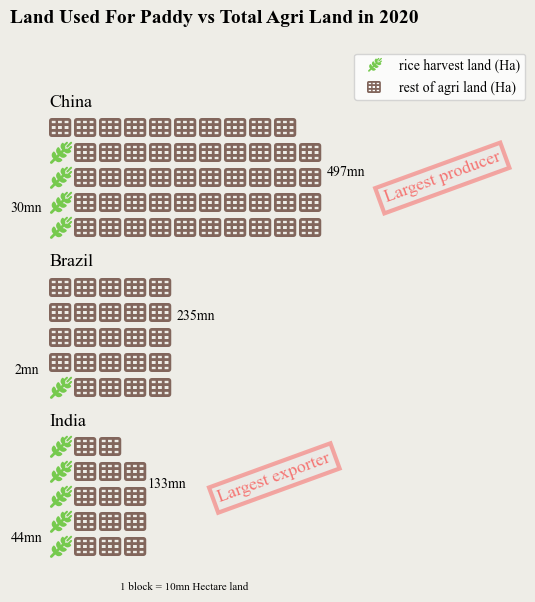 Land Used For Paddy vs Total Agri Land in 2020
rice harvest land (Ha)
rest of agri land (Ha)
China
497mn
Largest producer
30mn
Brazil
235mn
2mn
India
Largest exporter
133mn
44mn
1 block = 10mn Hectare land